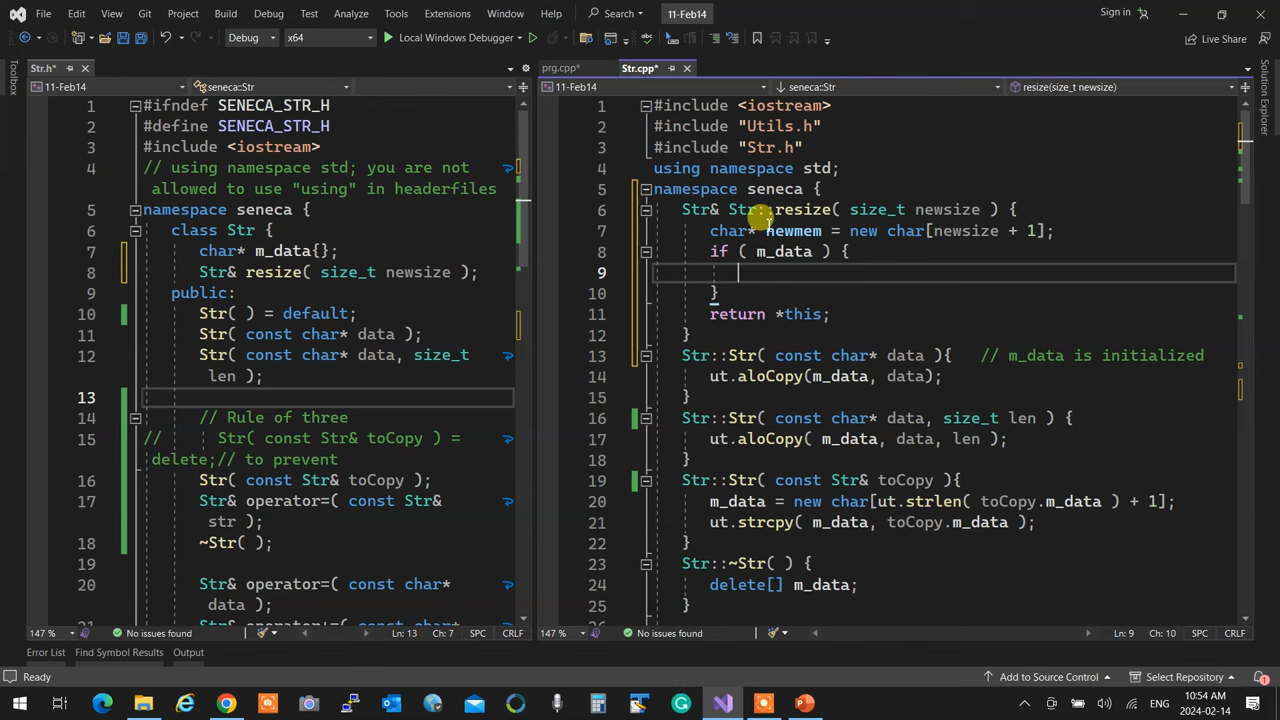 File Edit View Git Project Build Debug Test Analyze Tools Extensions Window Help Search 11-Feb14 Sign in
Debug x64 Local Windows Debugger Live Share
Toolbox
Solution Explorer
Str.h*
prg.cpp* Str.cpp*
11-Feb14 seneca::Str
11-Feb14 seneca::Str resize(size_t newsize)
1 #ifndef SENECA_STR_H
2 #define SENECA_STR_H
3 #include <iostream>
4 // using namespace std; you are not
allowed to use "using" in headerfiles
5 namespace seneca {
6 class Str {
7 char* m_data{};
8 Str& resize( size_t newsize );
9 public:
10 Str( ) = default;
11 Str( const char* data );
12 Str( const char* data, size_t
len );
13
14 // Rule of three
15 // Str( const Str& toCopy ) =
delete;// to prevent
16 Str( const Str& toCopy );
17 Str& operator=( const Str&
str );
18 ~Str( );
20 Str& operator=( const char*
data );
1 #include <iostream>
2 #include "Utils.h"
3 #include "Str.h"
4 using namespace std;
5 namespace seneca {
6 Str& Str::resize( size_t newsize ) {
7 char* newmem = new char[newsize + 1];
8 if ( m_data ) {
9
10 }
11 return *this;
12 }
13 Str::Str( const char* data ){ // m_data is initialized
14 ut.aloCopy(m_data, data);
15 }
16 Str::Str( const char* data, size_t len ) {
17 ut.aloCopy( m_data, data, len );
18 }
19 Str::Str( const Str& toCopy ){
20 m_data = new char[ut.strlen( toCopy.m_data ) + 1];
21 ut.strcpy( m_data, toCopy.m_data );
22 }
23 Str::~Str( ) {
24 delete[] m_data;
25 }
147 % No issues found Ln: 13 Ch: 7 SPC CRLF
147 % No issues found Ln: 9 Ch: 10 SPC CRLF
Error List Find Symbol Results Output
Ready Add to Source Control Select Repository 1
ENG 10:54 AM
2024-02-14